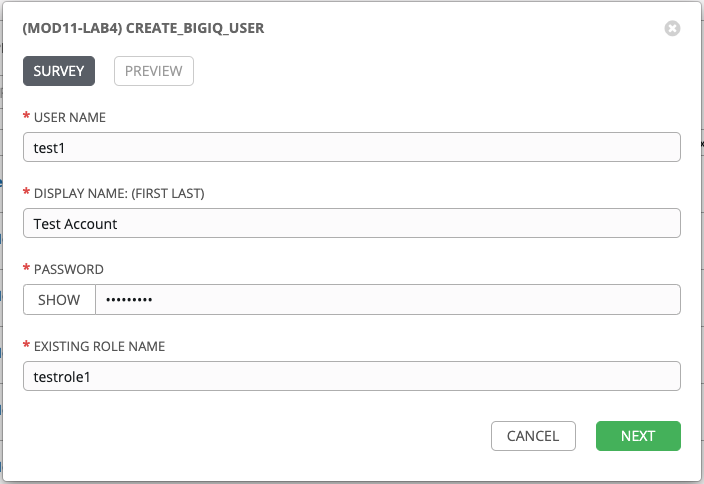 (MOD11-LAB4) CREATE_BIGIQ_USER
SURVEY PREVIEW
* USER NAME
test1
* DISPLAY NAME: (FIRST LAST)
Test Account
* PASSWORD
SHOW •••••••••
* EXISTING ROLE NAME
testrole1
CANCEL NEXT